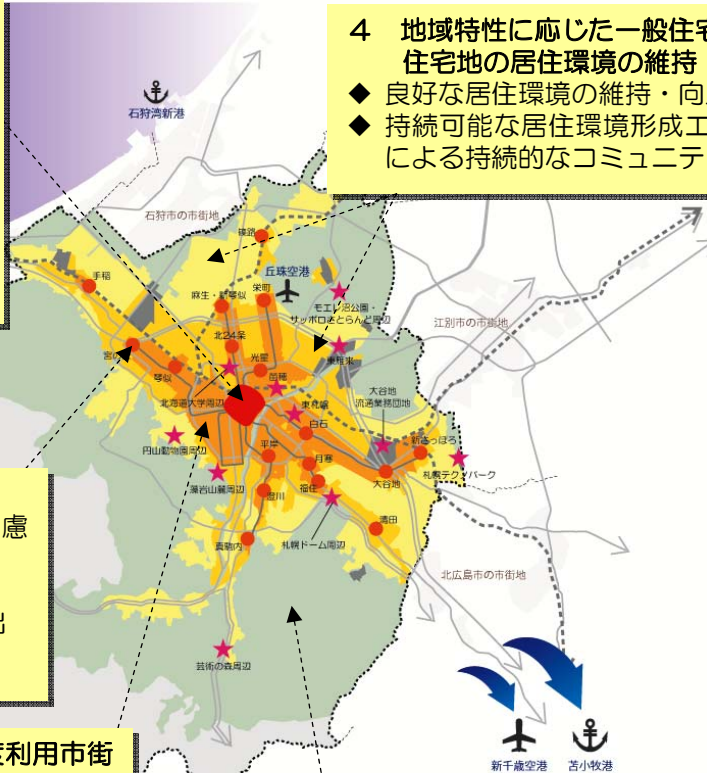 4 地域特性に応じた一般住宅
住宅地の居住環境の維持
◆ 良好な居住環境の維持・向
◆ 持続可能な居住環境形成エ
による持続的なコミュニテ
石狩湾新港
石狩市の市街地
篠路
丘珠空港
手稲
麻生・新琴似
栄町
モエレ沼公園・
サッポロさとらんど周辺
江別市の市街地
北24条
光星
苗穂
東雁来
宮の
琴似
北海道大学周辺
東札幌
大谷地
流通業務団地
白石
新さっぽろ
円山動物園周辺
平岸
月寒
札幌テクノパーク
藻岩山麓周辺
大谷地
澄川
福住
清田
真駒内
札幌ドーム周辺
慮
北広島市の市街地
出
芸術の森周辺
度利用市街
新千歳空港
苫小牧港